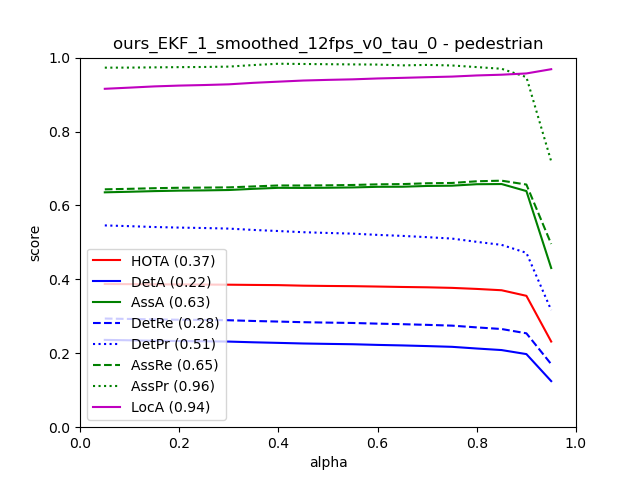 ours_EKF_1_smoothed_12fps_v0_tau_0 - pedestrian
1.0
0.8
0.6
0.4
0.2
0.0
score
HOTA (0.37)
DetA (0.22)
AssA (0.63)
DetRe (0.28)
DetPr (0.51)
AssRe (0.65)
AssPr (0.96)
LocA (0.94)
0.0 0.2 0.4 0.6 0.8 1.0
alpha